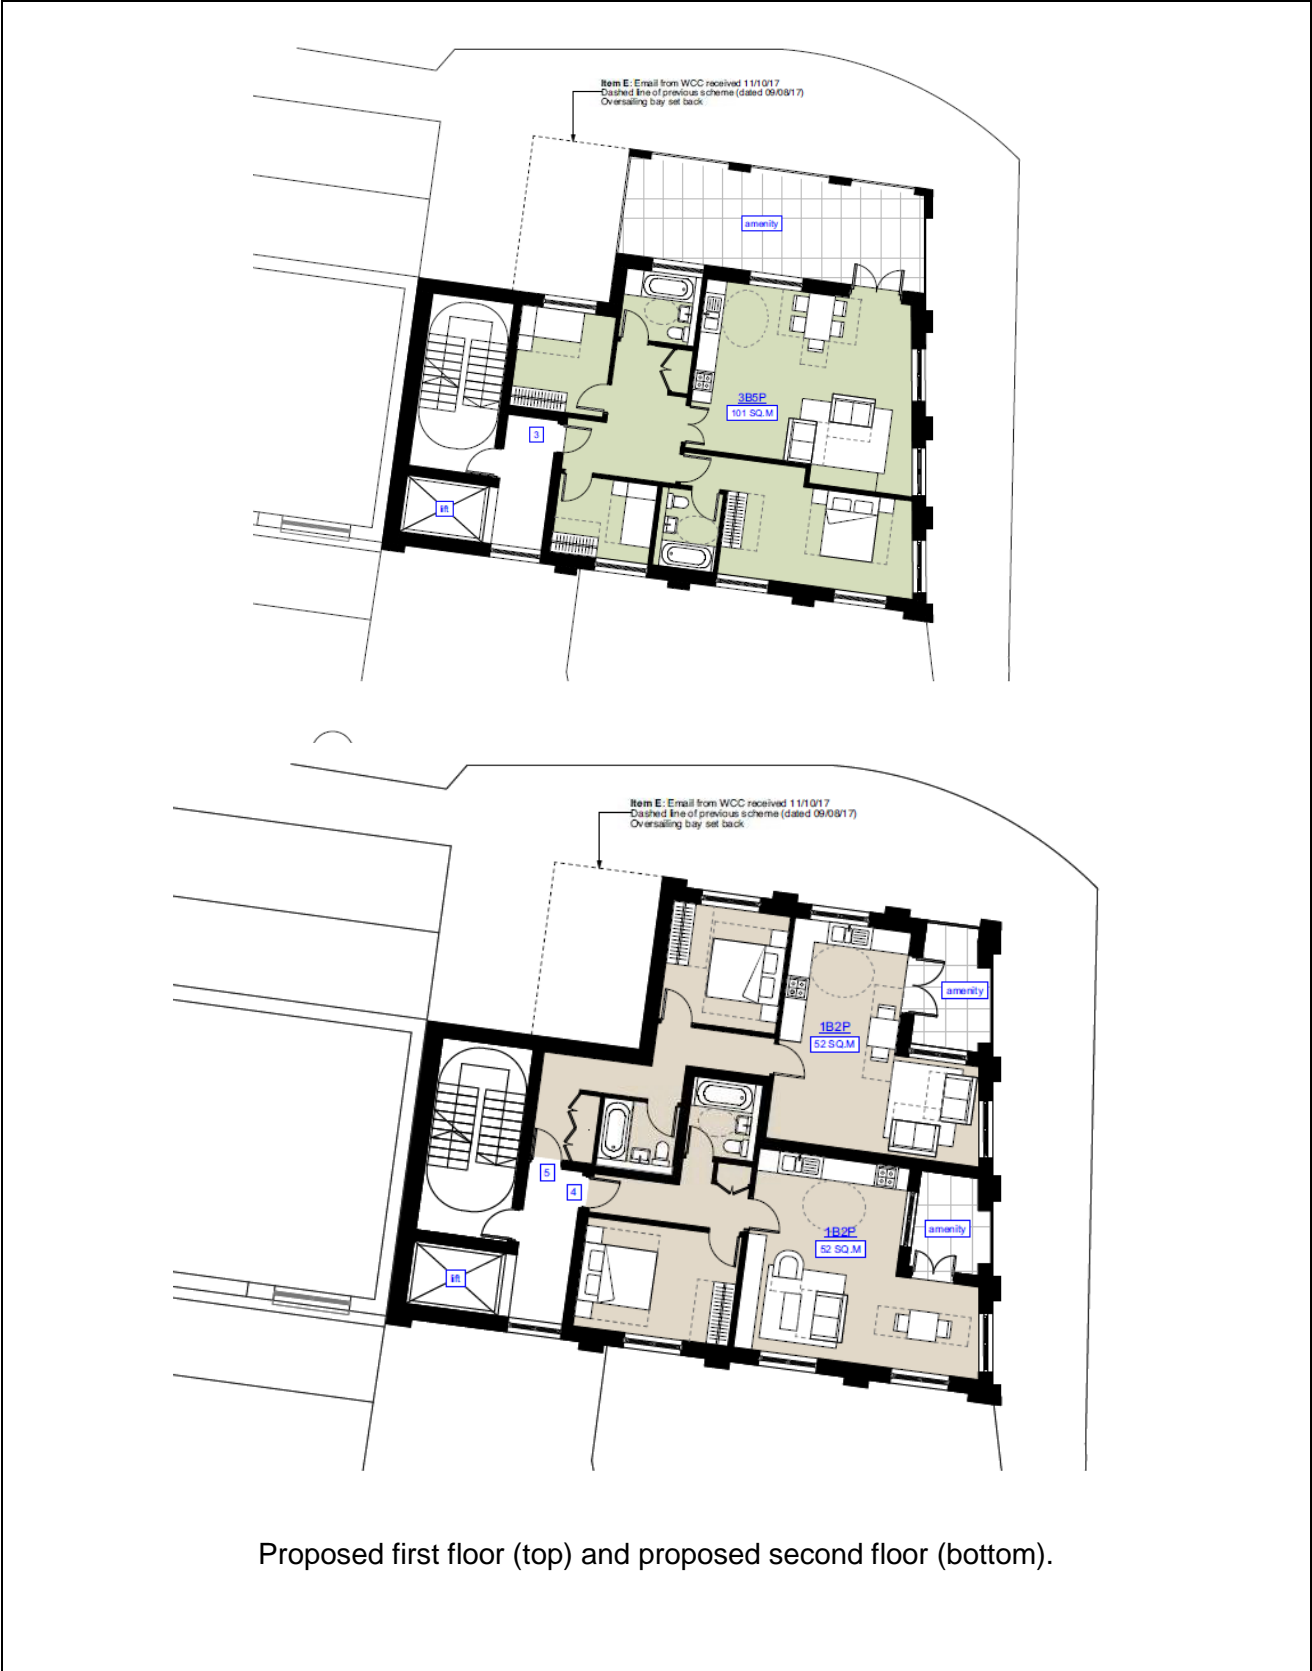 Item E: Email from WCC received 11/10/17
Dashed line of previous scheme (dated 09/08/17)
Oversailing bay set back
amenity
3B5P
101 SQ.M
3
lift
Item E: Email from WCC received 11/10/17
Dashed line of previous scheme (dated 09/08/17)
Oversailing bay set back
amenity
1B2P
52 SQ.M
5
4
1B2P
52 SQ.M
amenity
lift
Proposed first floor (top) and proposed second floor (bottom).